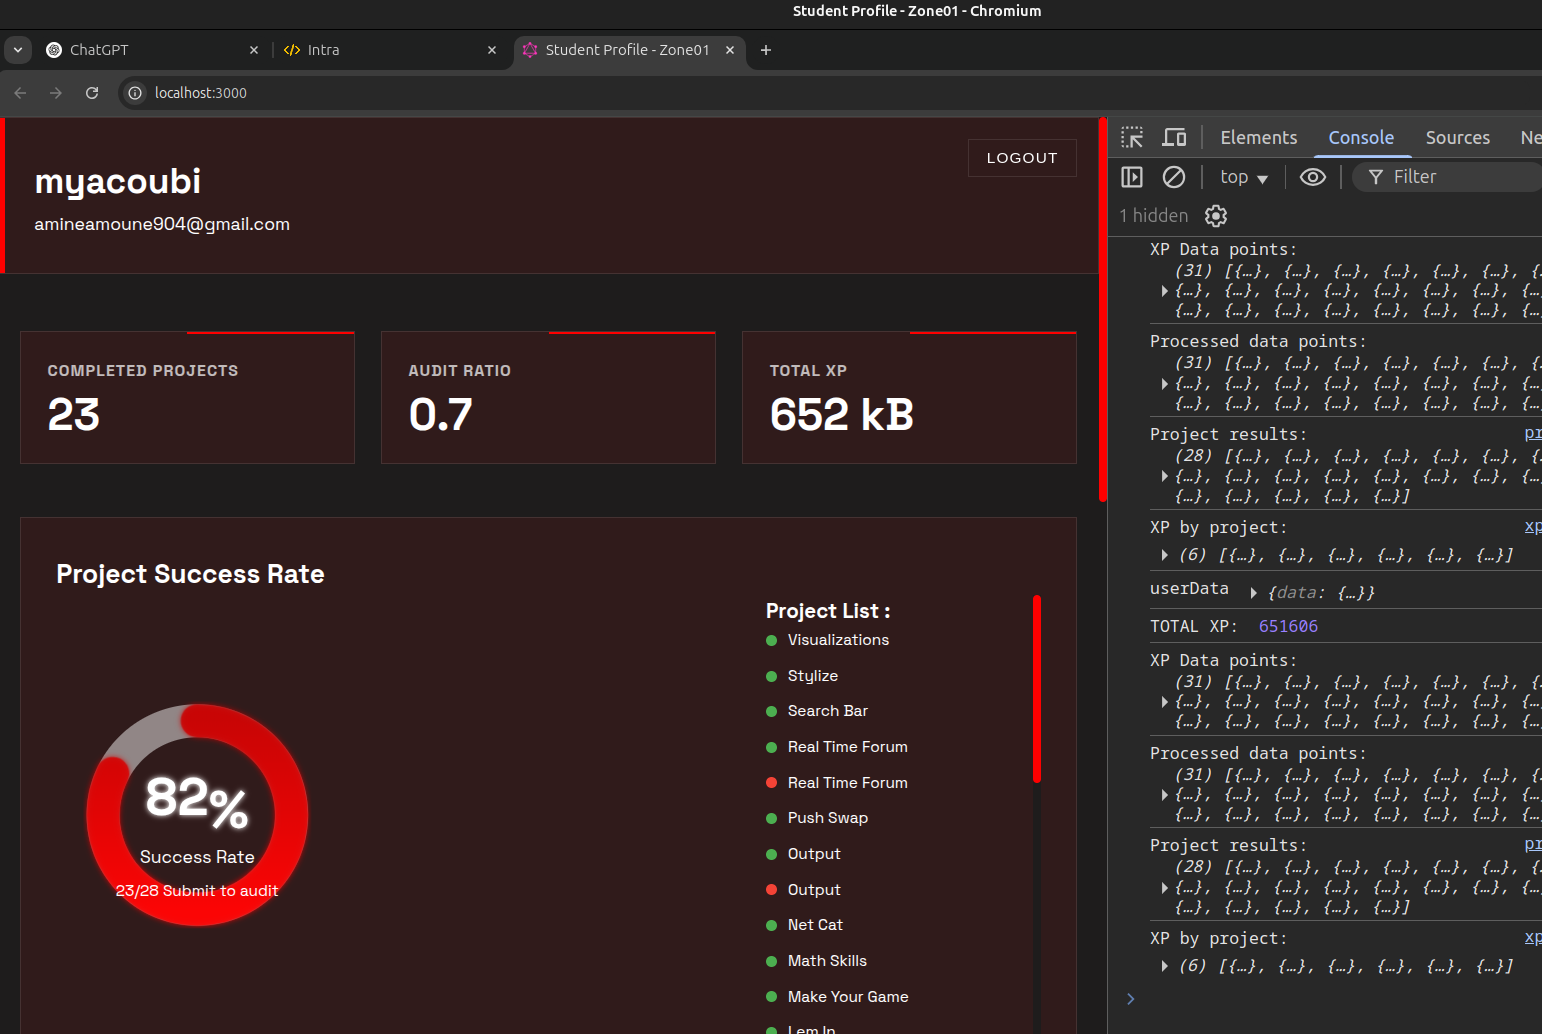 Student Profile - Zone01 - Chromium
ChatGPT
Intra
Student Profile - Zone01
localhost:3000
LOGOUT
myacoubi
amineamoune904@gmail.com
COMPLETED PROJECTS
23
AUDIT RATIO
0.7
TOTAL XP
652 kB
Project Success Rate
82%
Success Rate
23/28 Submit to audit
Project List :
Visualizations
Stylize
Search Bar
Real Time Forum
Real Time Forum
Push Swap
Output
Output
Net Cat
Math Skills
Make Your Game
Lem In
Elements
Console
Sources
Ne
top
Filter
1 hidden
XP Data points:
(31) [{…}, {…}, {…}, {…}, {…}, {…}, {…
{…}, {…}, {…}, {…}, {…}, {…}, {…}, {…
{…}, {…}, {…}, {…}, {…}, {…}, {…}, {…
Processed data points:
(31) [{…}, {…}, {…}, {…}, {…}, {…}, {…
{…}, {…}, {…}, {…}, {…}, {…}, {…}, {…
{…}, {…}, {…}, {…}, {…}, {…}, {…}, {…
Project results: pr
(28) [{…}, {…}, {…}, {…}, {…}, {…}, {…
{…}, {…}, {…}, {…}, {…}, {…}, {…}, {…
{…}, {…}, {…}, {…}, {…}]
XP by project: xp
(6) [{…}, {…}, {…}, {…}, {…}, {…}]
userData {data: {…}}
TOTAL XP: 651606
XP Data points:
(31) [{…}, {…}, {…}, {…}, {…}, {…}, {…
{…}, {…}, {…}, {…}, {…}, {…}, {…}, {…
{…}, {…}, {…}, {…}, {…}, {…}, {…}, {…
Processed data points:
(31) [{…}, {…}, {…}, {…}, {…}, {…}, {…
{…}, {…}, {…}, {…}, {…}, {…}, {…}, {…
{…}, {…}, {…}, {…}, {…}, {…}, {…}, {…
Project results: pr
(28) [{…}, {…}, {…}, {…}, {…}, {…}, {…
{…}, {…}, {…}, {…}, {…}, {…}, {…}, {…
{…}, {…}, {…}, {…}, {…}]
XP by project: xp
(6) [{…}, {…}, {…}, {…}, {…}, {…}]